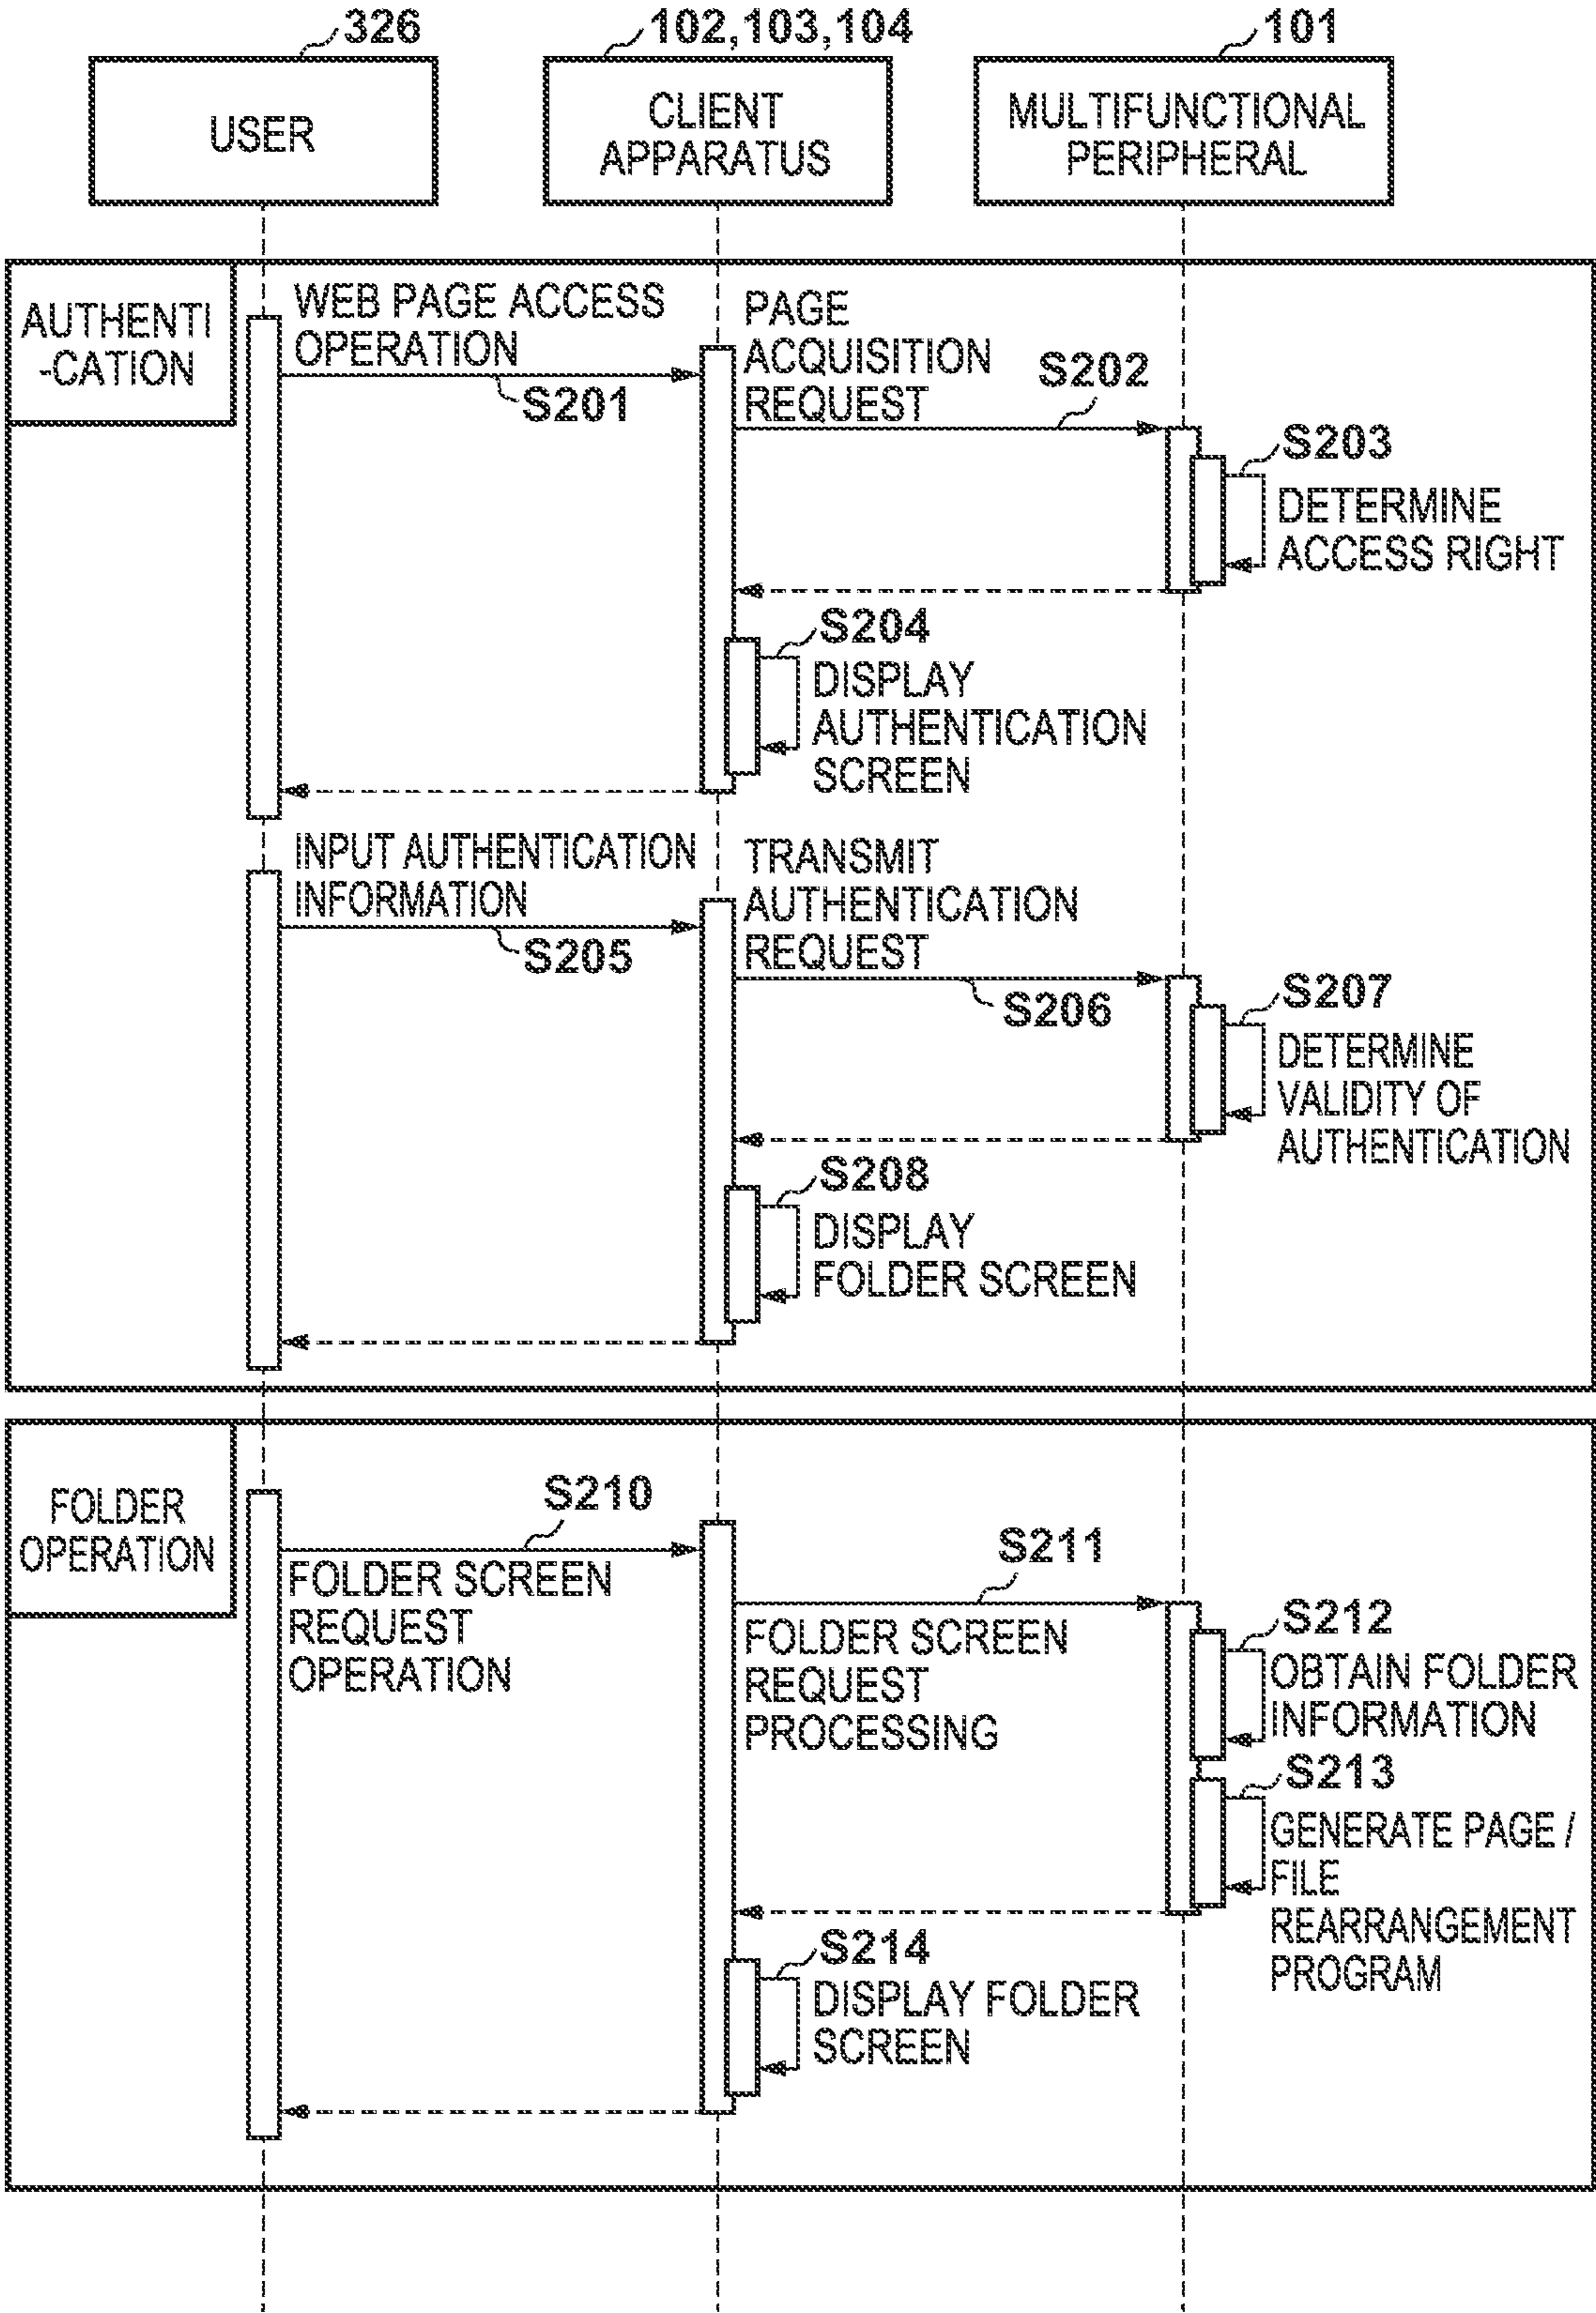 326
102,103,104
101
USER
CLIENT
APPARATUS
MULTIFUNCTIONAL
PERIPHERAL
AUTHENTI
-CATION
WEB PAGE ACCESS
OPERATION
S201
PAGE
ACQUISITION
REQUEST
S202
S203
DETERMINE
ACCESS RIGHT
S204
DISPLAY
AUTHENTICATION
SCREEN
INPUT AUTHENTICATION
INFORMATION
S205
TRANSMIT
AUTHENTICATION
REQUEST
S206
S207
DETERMINE
VALIDITY OF
AUTHENTICATION
S208
DISPLAY
FOLDER SCREEN
FOLDER
OPERATION
S210
FOLDER SCREEN
REQUEST
OPERATION
S211
FOLDER SCREEN
REQUEST
PROCESSING
S212
OBTAIN FOLDER
INFORMATION
S213
GENERATE PAGE /
FILE
REARRANGEMENT
PROGRAM
S214
DISPLAY FOLDER
SCREEN